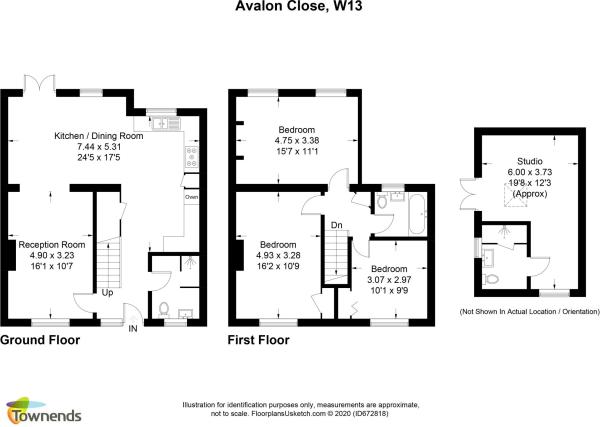 Avalon Close, W13
Kitchen / Dining Room
7.44 x 5.31
24'5 x 17'5
Oven
Reception Room
4.90 x 3.23
16'1 x 10'7
Up
IN
Ground Floor
Bedroom
4.75 x 3.38
15'7 x 11'1
Dn
Bedroom
4.93 x 3.28
16'2 x 10'9
Bedroom
3.07 x 2.97
10'1 x 9'9
First Floor
Studio
6.00 x 3.73
19'8 x 12'3
(Approx)
(Not Shown In Actual Location / Orientation)
Townends
Illustration for identification purposes only, measurements are approximate,
not to scale. FloorplansUsketch.com © 2020 (ID672818)